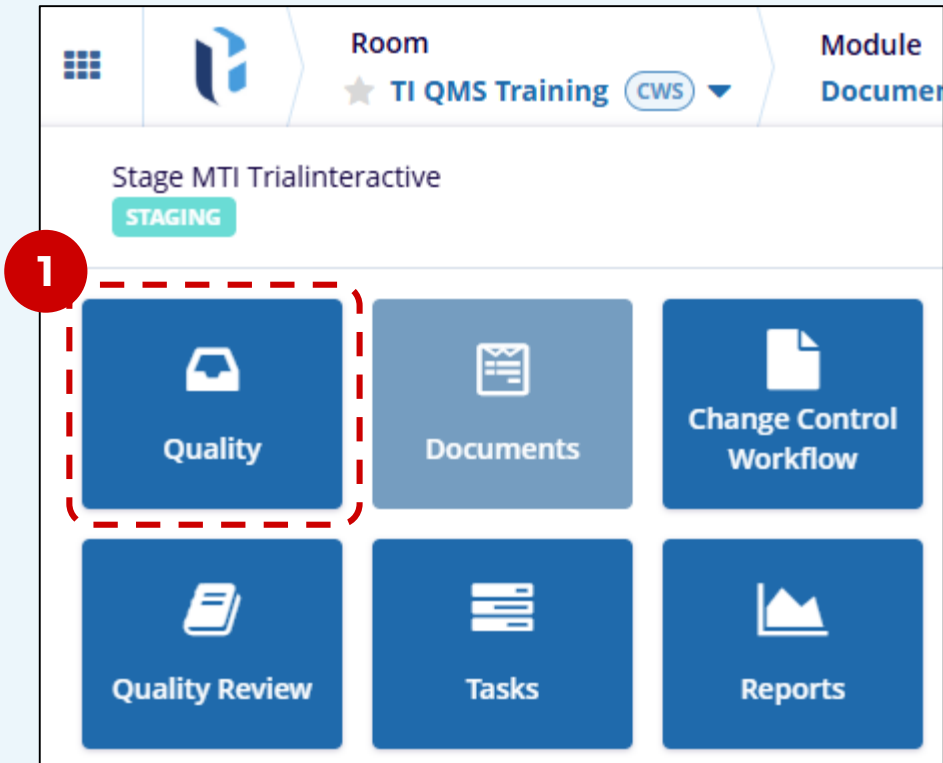 Room
TI QMS Training CWS
Module
Stage MTI Trialinteractive
STAGING
1
Quality
Documents
Change Control
Workflow
Quality Review
Tasks
Reports